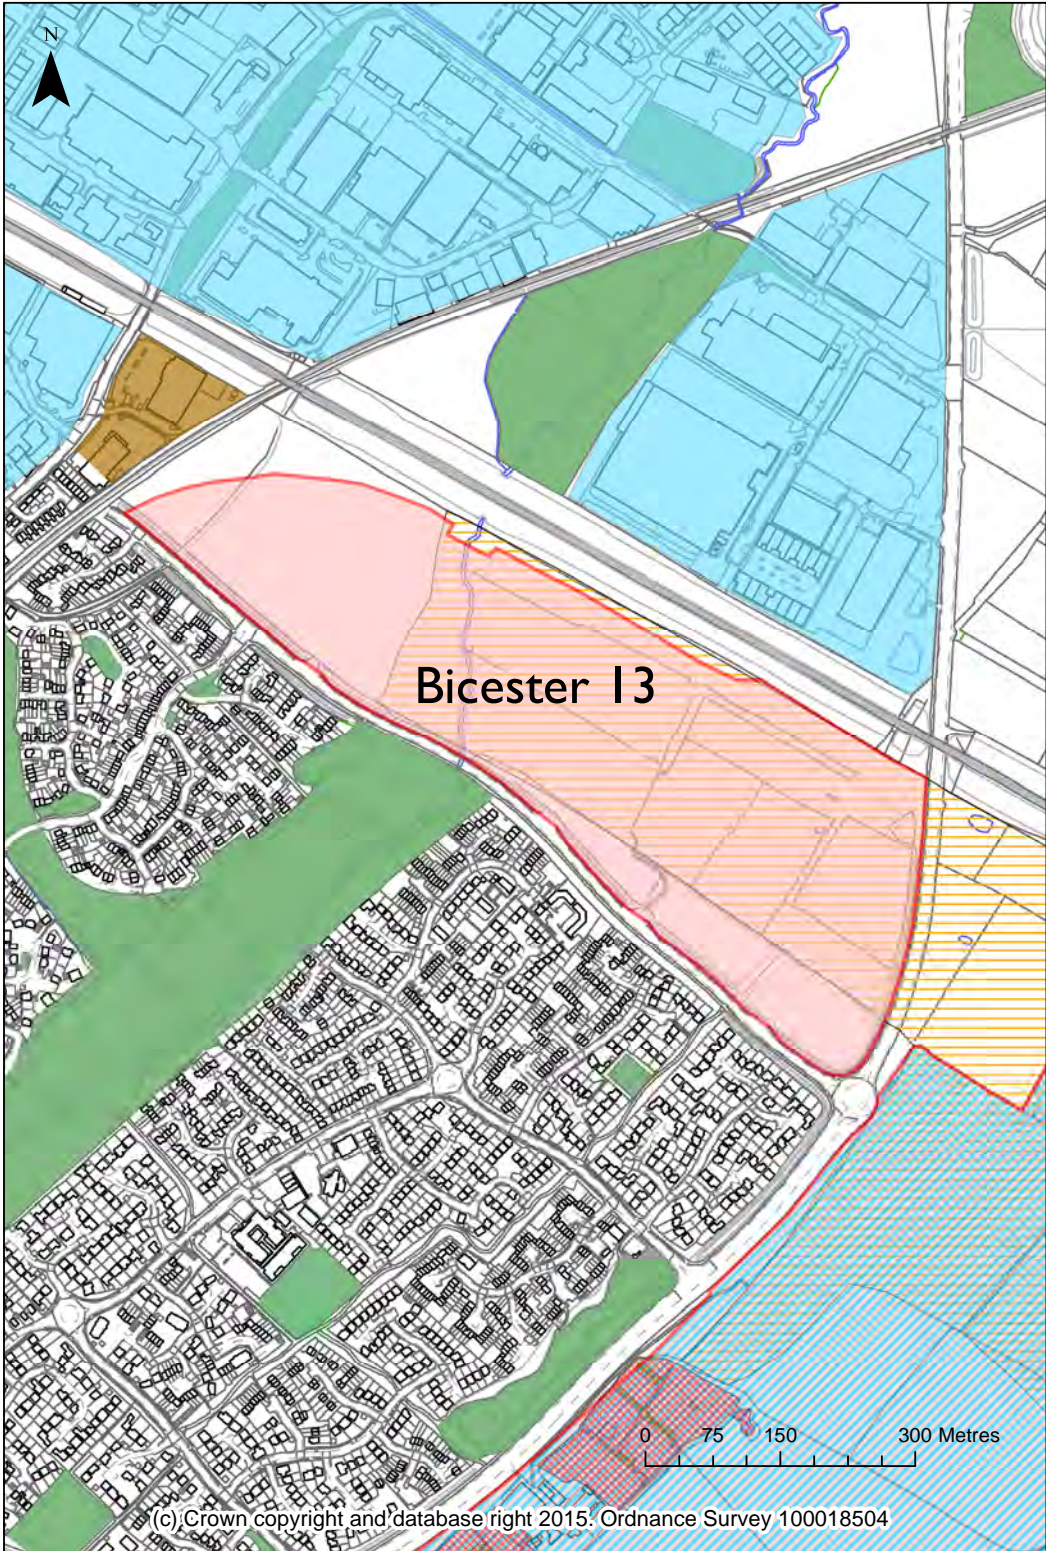 N
Bicester 13
0 75 150 300 Metres
(c) Crown copyright and database right 2015. Ordnance Survey 100018504